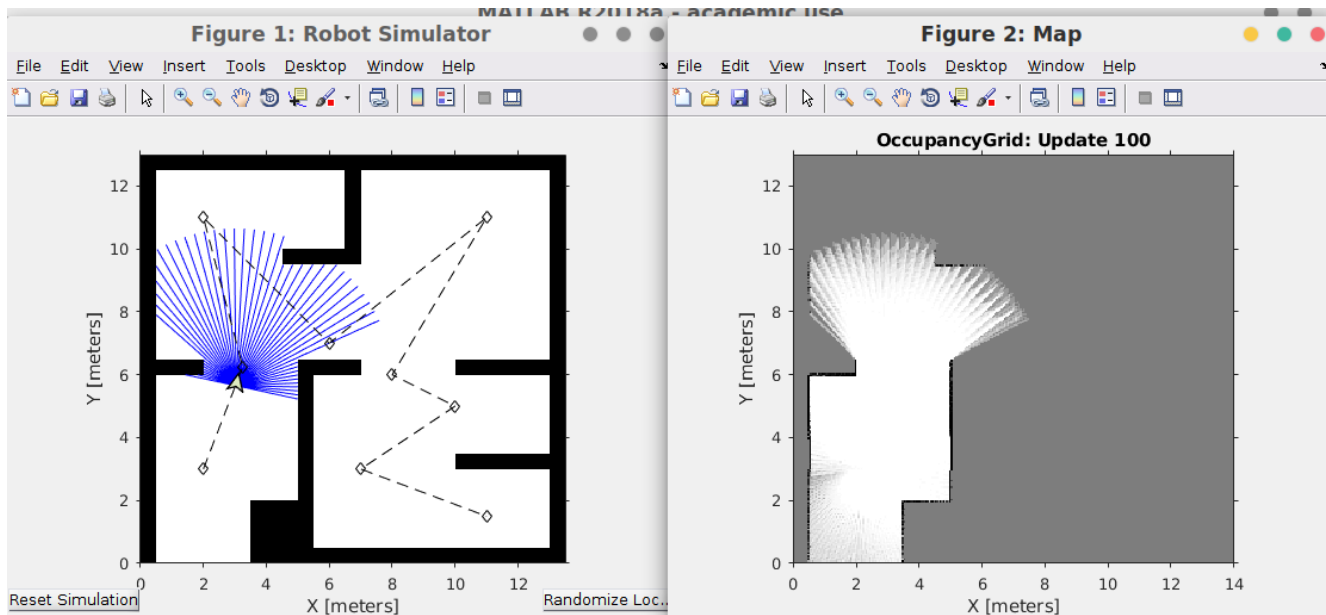 MATLAB R2018a - academic use
Figure 1: Robot Simulator
File Edit View Insert Tools Desktop Window Help
12
10
8
6
4
2
0
Y [meters]
0 2 4 6 8 10 12
X [meters]
Reset Simulation
Randomize Loc...
Figure 2: Map
File Edit View Insert Tools Desktop Window Help
OccupancyGrid: Update 100
12
10
8
6
4
2
0
Y [meters]
0 2 4 6 8 10 12 14
X [meters]